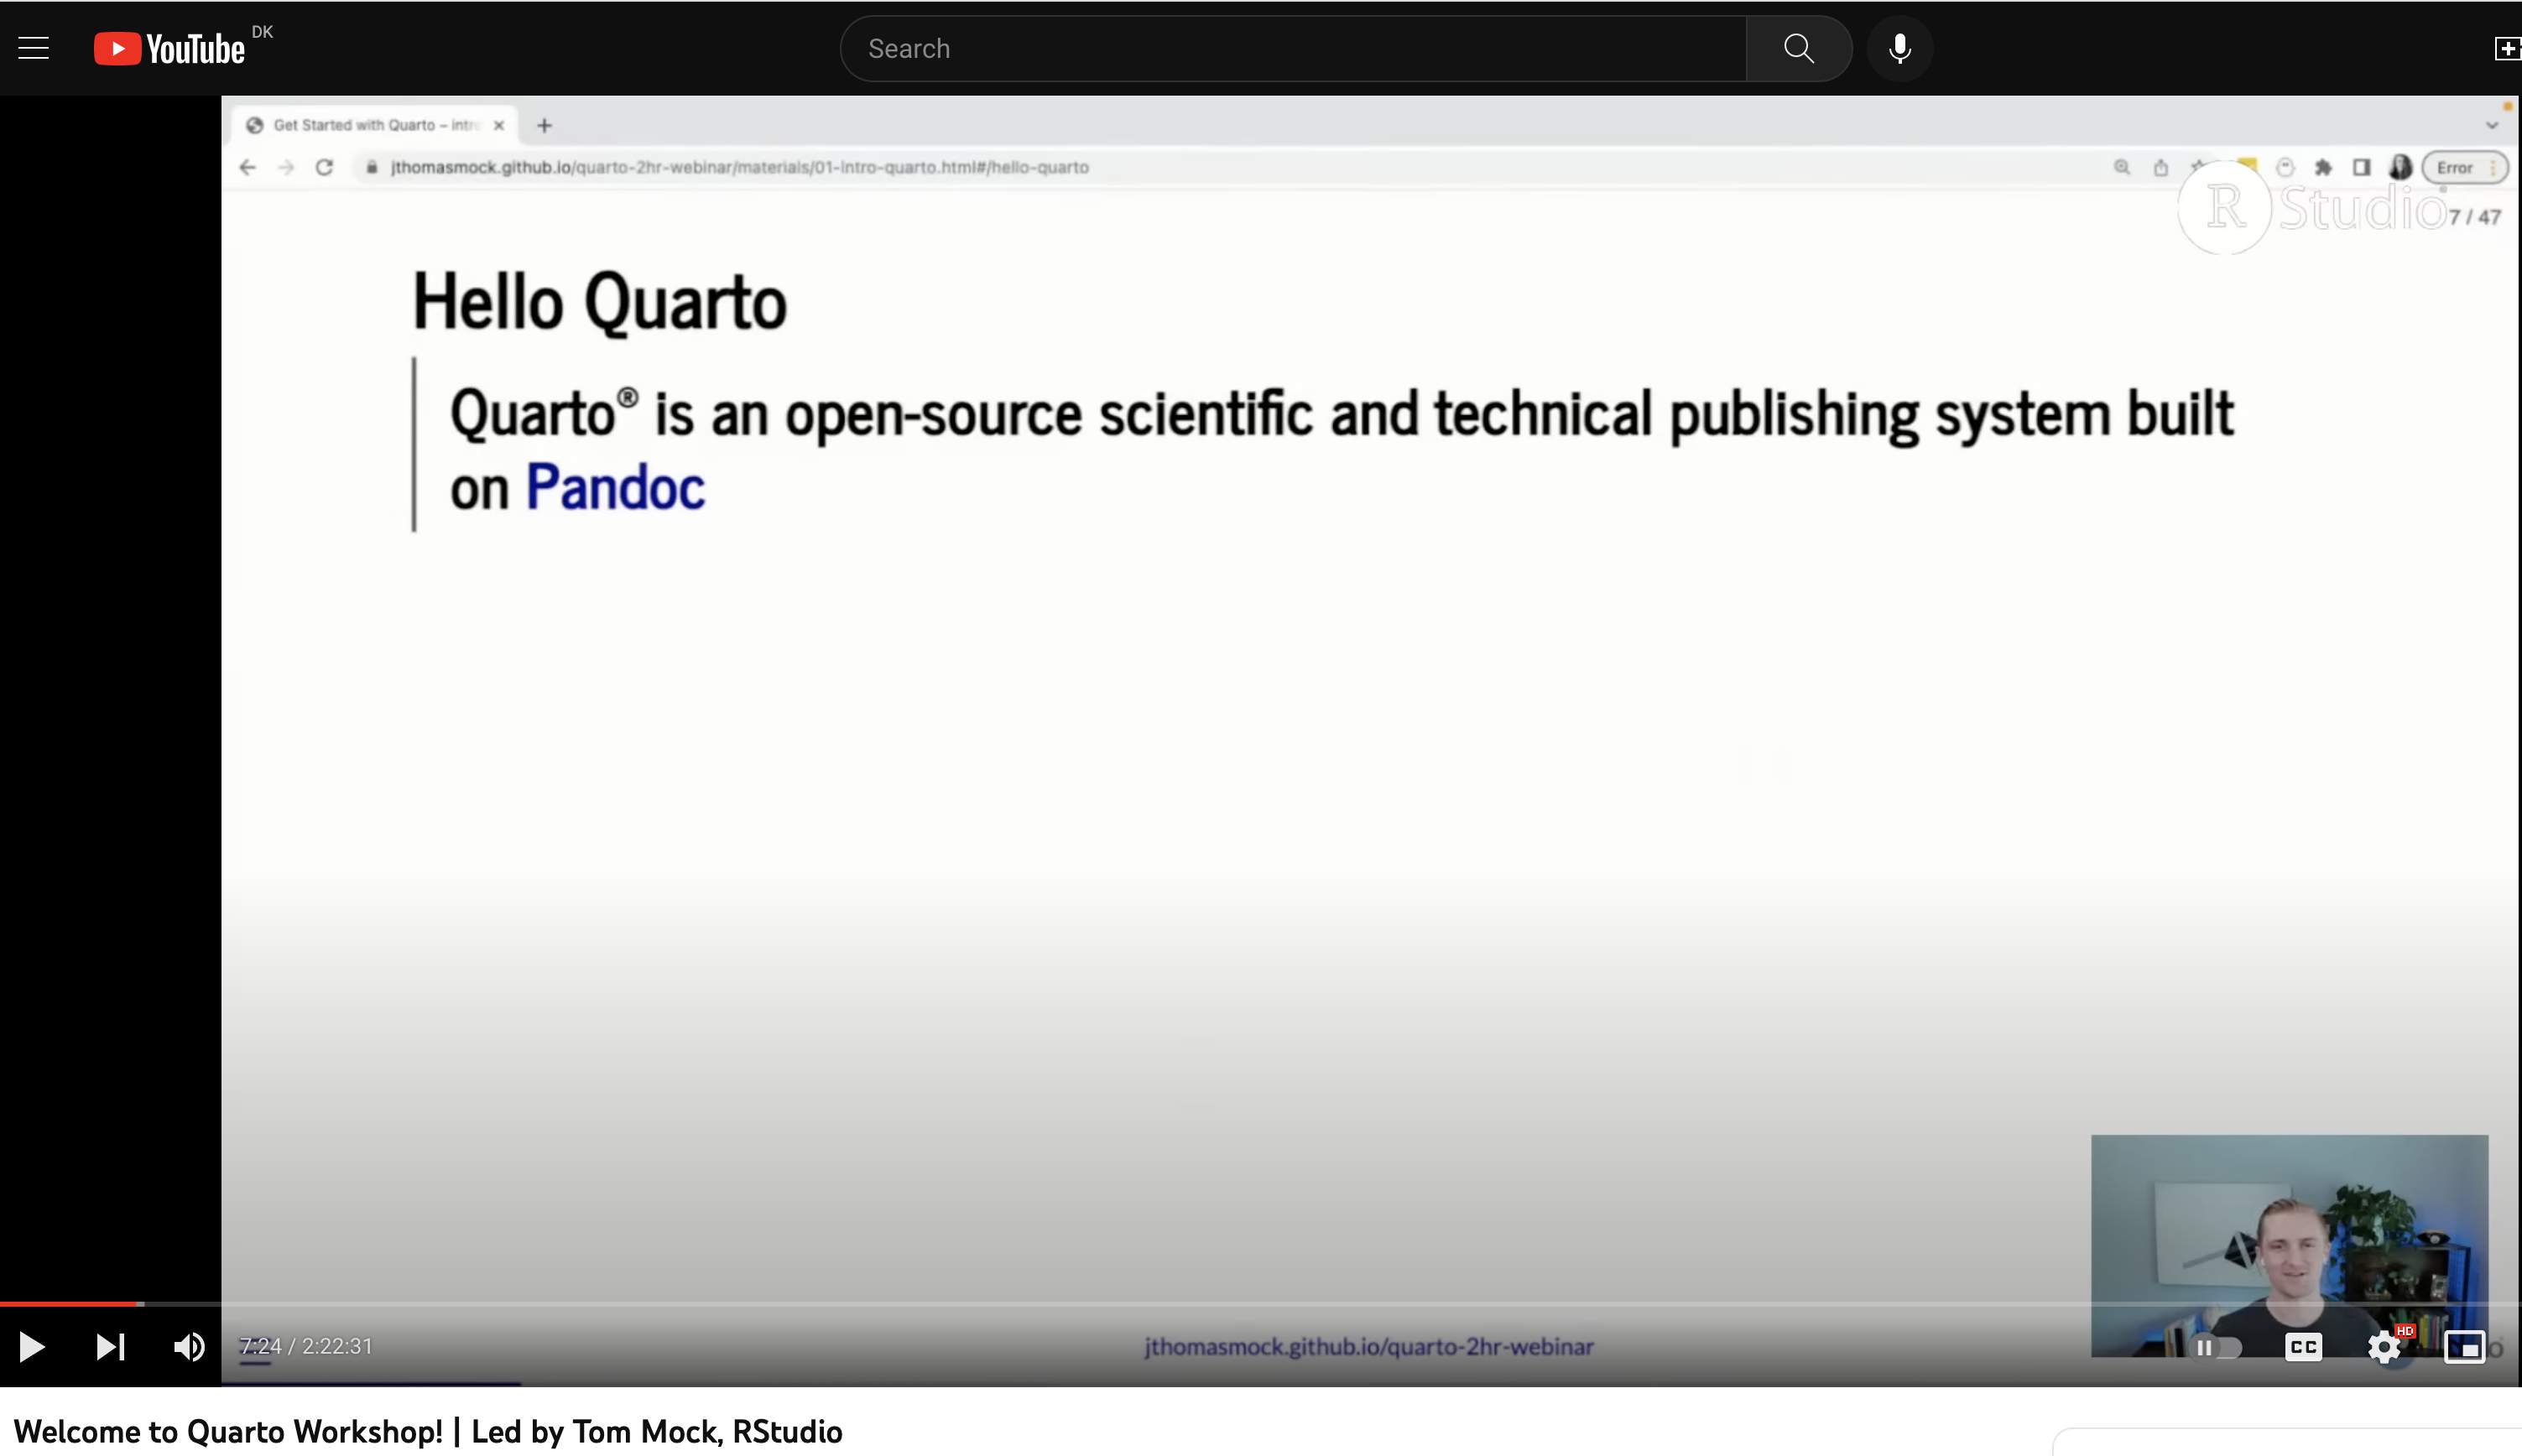 YouTube DK
Search
Get Started with Quarto – intro
jthomasmock.github.io/quarto-2hr-webinar/materials/01-intro-quarto.html#/hello-quarto
Error
R Studio
7 / 47
Hello Quarto
Quarto® is an open-source scientific and technical publishing system built
on Pandoc
7:24 / 2:22:31
jthomasmock.github.io/quarto-2hr-webinar
CC
HD
Welcome to Quarto Workshop! | Led by Tom Mock, RStudio